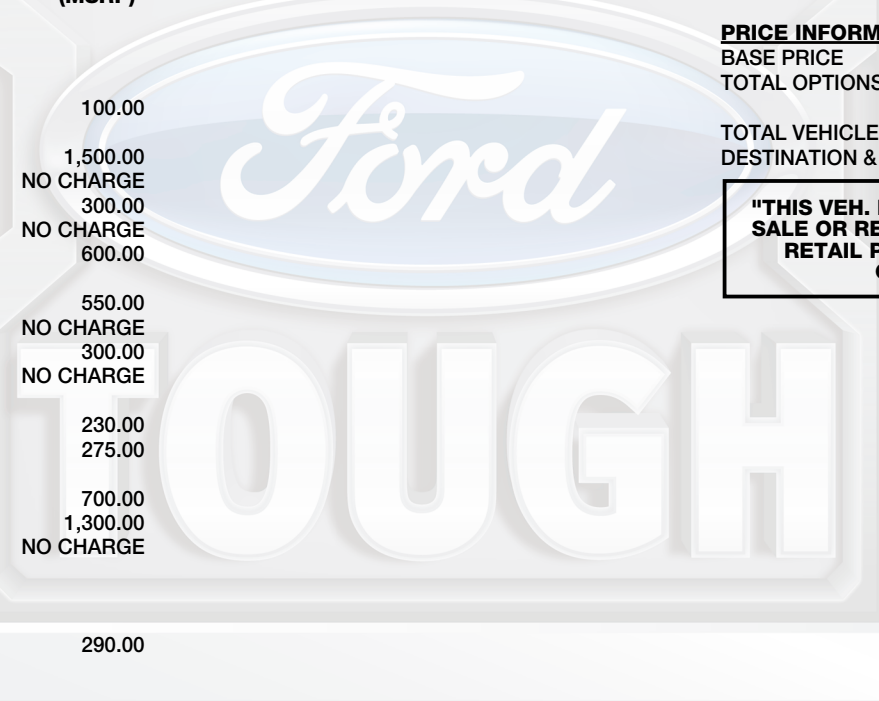 (MSRP)
100.00
1,500.00
NO CHARGE
300.00
NO CHARGE
600.00
550.00
NO CHARGE
300.00
NO CHARGE
230.00
275.00
700.00
1,300.00
NO CHARGE
290.00
PRICE INFORM
BASE PRICE
TOTAL OPTIONS
TOTAL VEHICLE
DESTINATION &
"THIS VEH.
SALE OR RE
RETAIL P
Ford
TOUGH